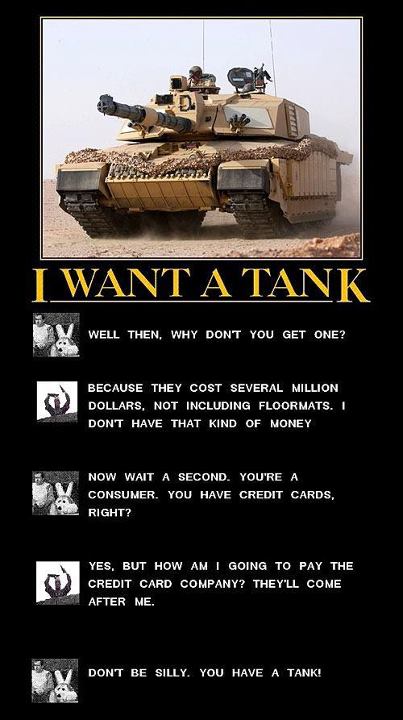 I WANT A TANK
WELL THEN, WHY DON'T YOU GET ONE?
BECAUSE THEY COST SEVERAL MILLION
DOLLARS, NOT INCLUDING FLOORMATS. I
DON'T HAVE THAT KIND OF MONEY
NOW WAIT A SECOND. YOU'RE A
CONSUMER. YOU HAVE CREDIT CARDS,
RIGHT?
YES, BUT HOW AM I GOING TO PAY THE
CREDIT CARD COMPANY? THEY'LL COME
AFTER ME.
DON'T BE SILLY. YOU HAVE A TANK!